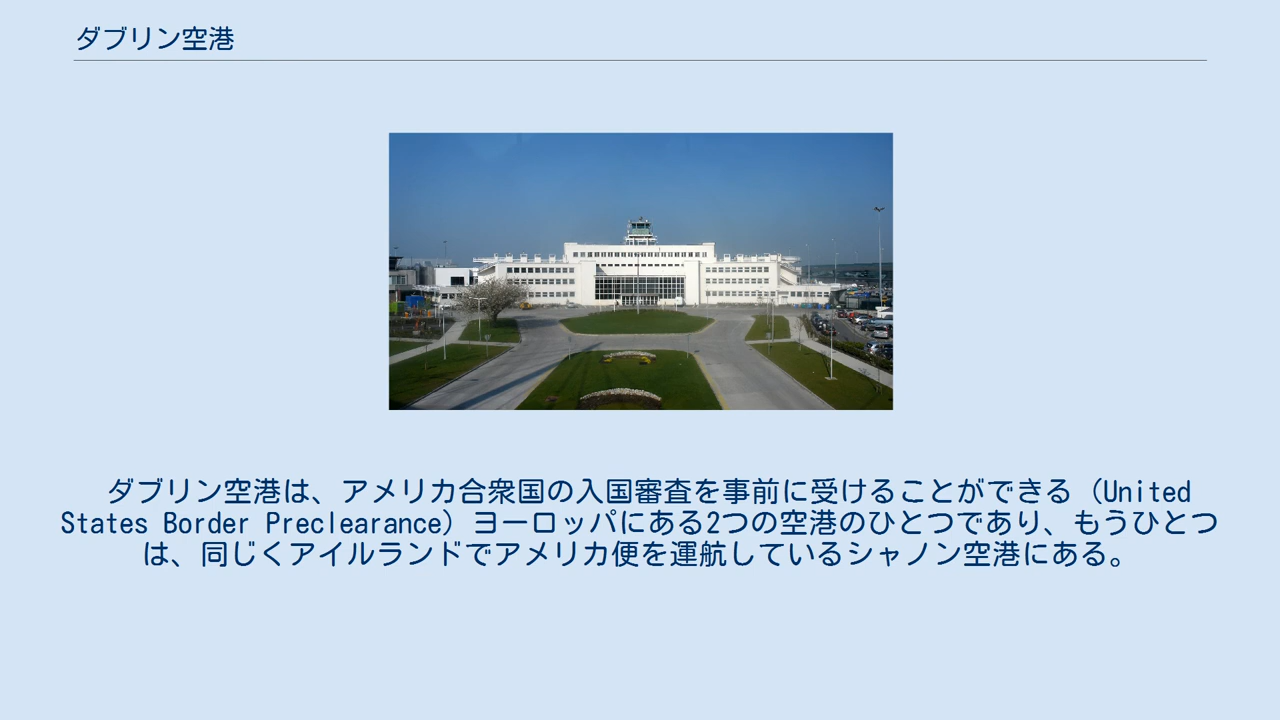 ダブリン空港
ダブリン空港は、アメリカ合衆国の入国審査を事前に受けることができる（United
States Border Preclearance）ヨーロッパにある2つの空港のひとつであり、もうひとつ
は、同じくアイルランドでアメリカ便を運航しているシャノン空港にある。